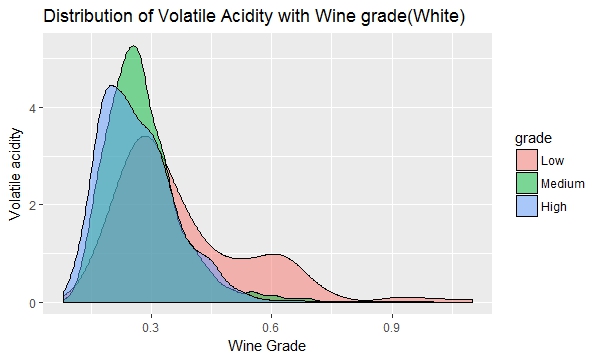 Distribution of Volatile Acidity with Wine grade(White)
Volatile acidity
4
2
0
0.3
0.6
0.9
Wine Grade
grade
Low
Medium
High